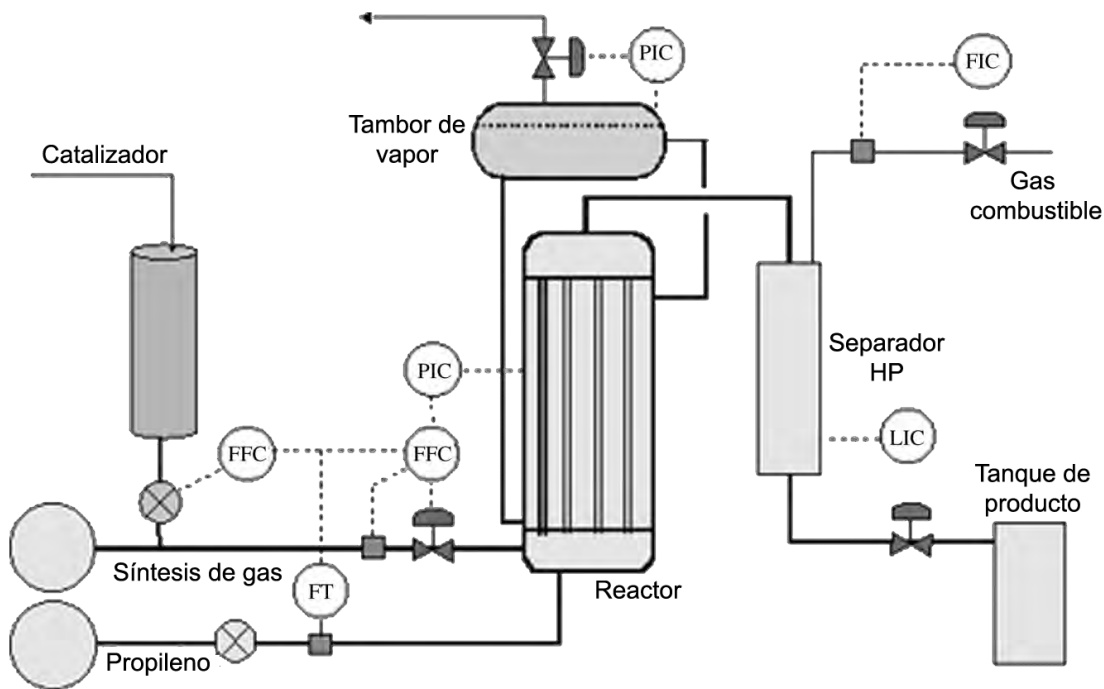 PIC
FIC
Tambor de
vapor
Catalizador
Gas
combustible
Separador
HP
PIC
FFC
FFC
LIC
Tanque de
producto
Síntesis de gas
FT
Reactor
Propileno